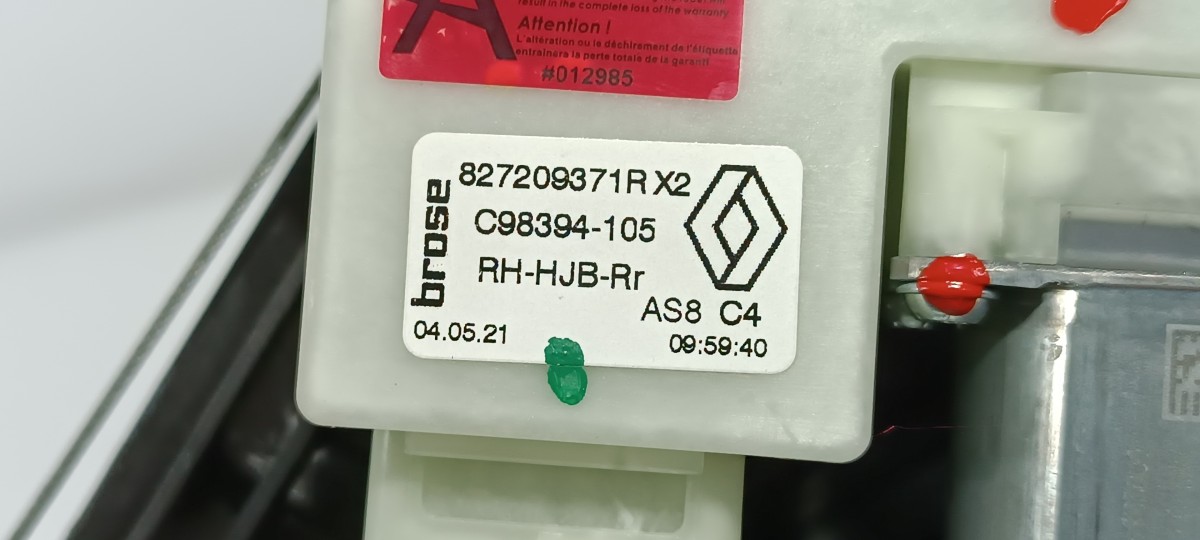 result in the complete loss of the warranty
Attention !
L'altération ou le déchirement de l'étiquette
entraînera la perte totale de la garanti
#012985
brose
827209371R X2
C98394-105
RH-HJB-Rr
AS8 C4
04.05.21
09:59:40